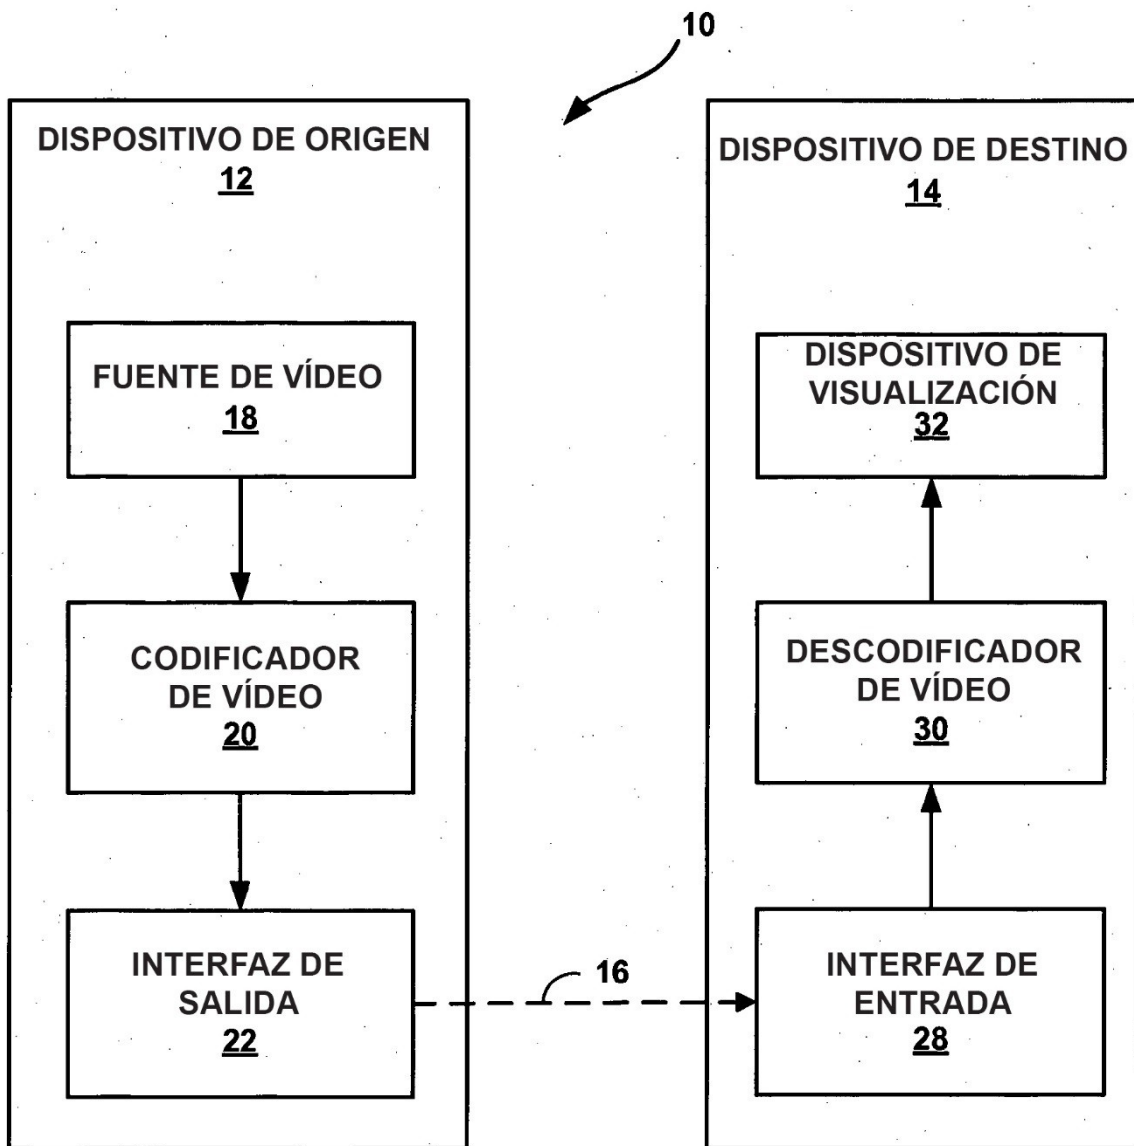 10
DISPOSITIVO DE ORIGEN
12
FUENTE DE VÍDEO
18
CODIFICADOR
DE VÍDEO
20
INTERFAZ DE
SALIDA
22
16
DISPOSITIVO DE DESTINO
14
DISPOSITIVO DE
VISUALIZACIÓN
32
DESCODIFICADOR
DE VÍDEO
30
INTERFAZ DE
ENTRADA
28